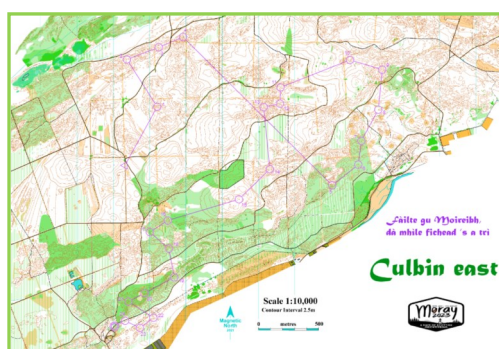 Fàilte gu Moireibh,
dà mhìle fichead 's a trì
Culbin east
Scale 1:10,000
Contour Interval 2.5m
Magnetic
North
0 metres 500
Moray
2023